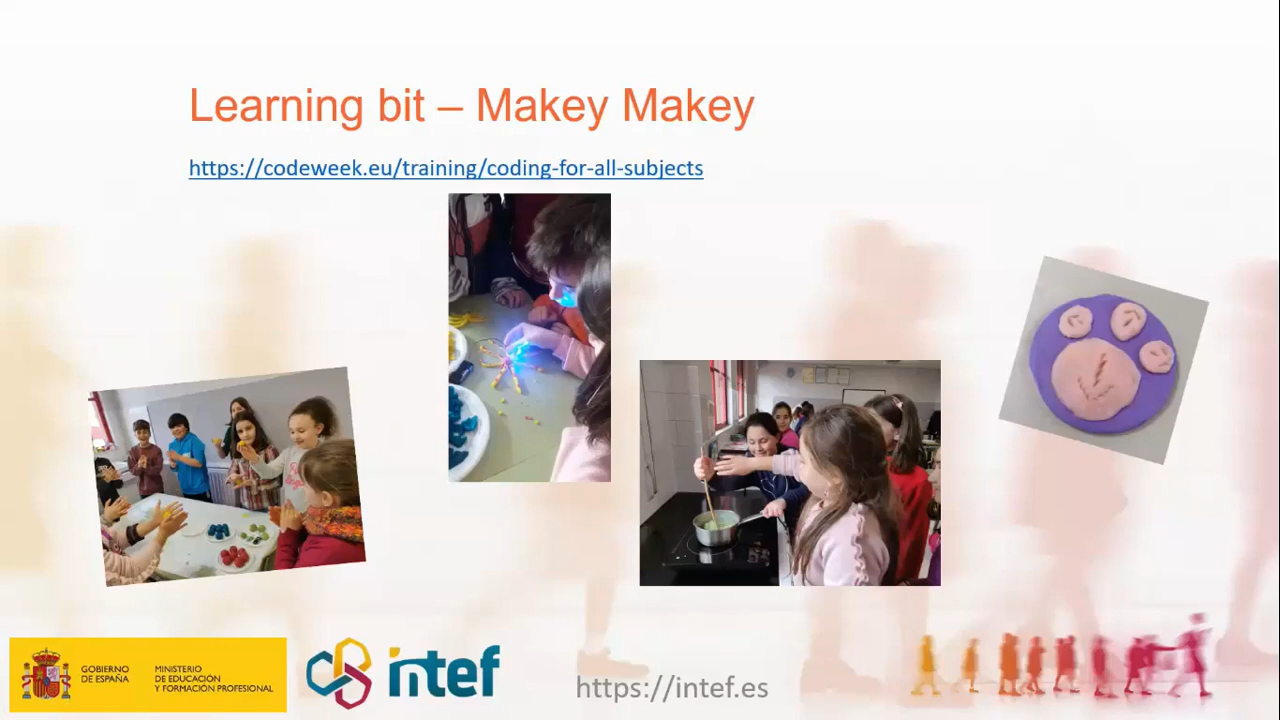 Learning bit – Makey Makey
https://codeweek.eu/training/coding-for-all-subjects
GOBIERNO
DE ESPAÑA
MINISTERIO
DE EDUCACIÓN
Y FORMACIÓN PROFESIONAL
intef
https://intef.es